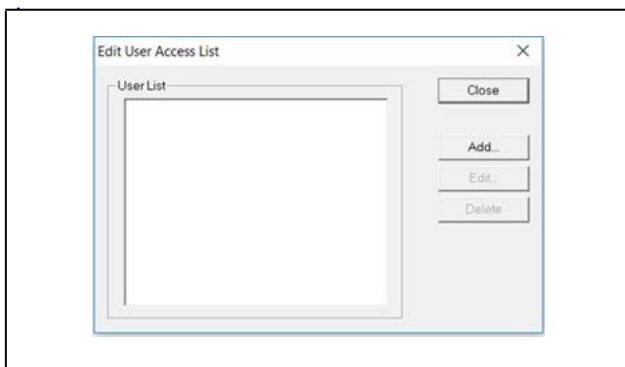 Edit User Access List
User List
Close
Add...
Edit...
Delete